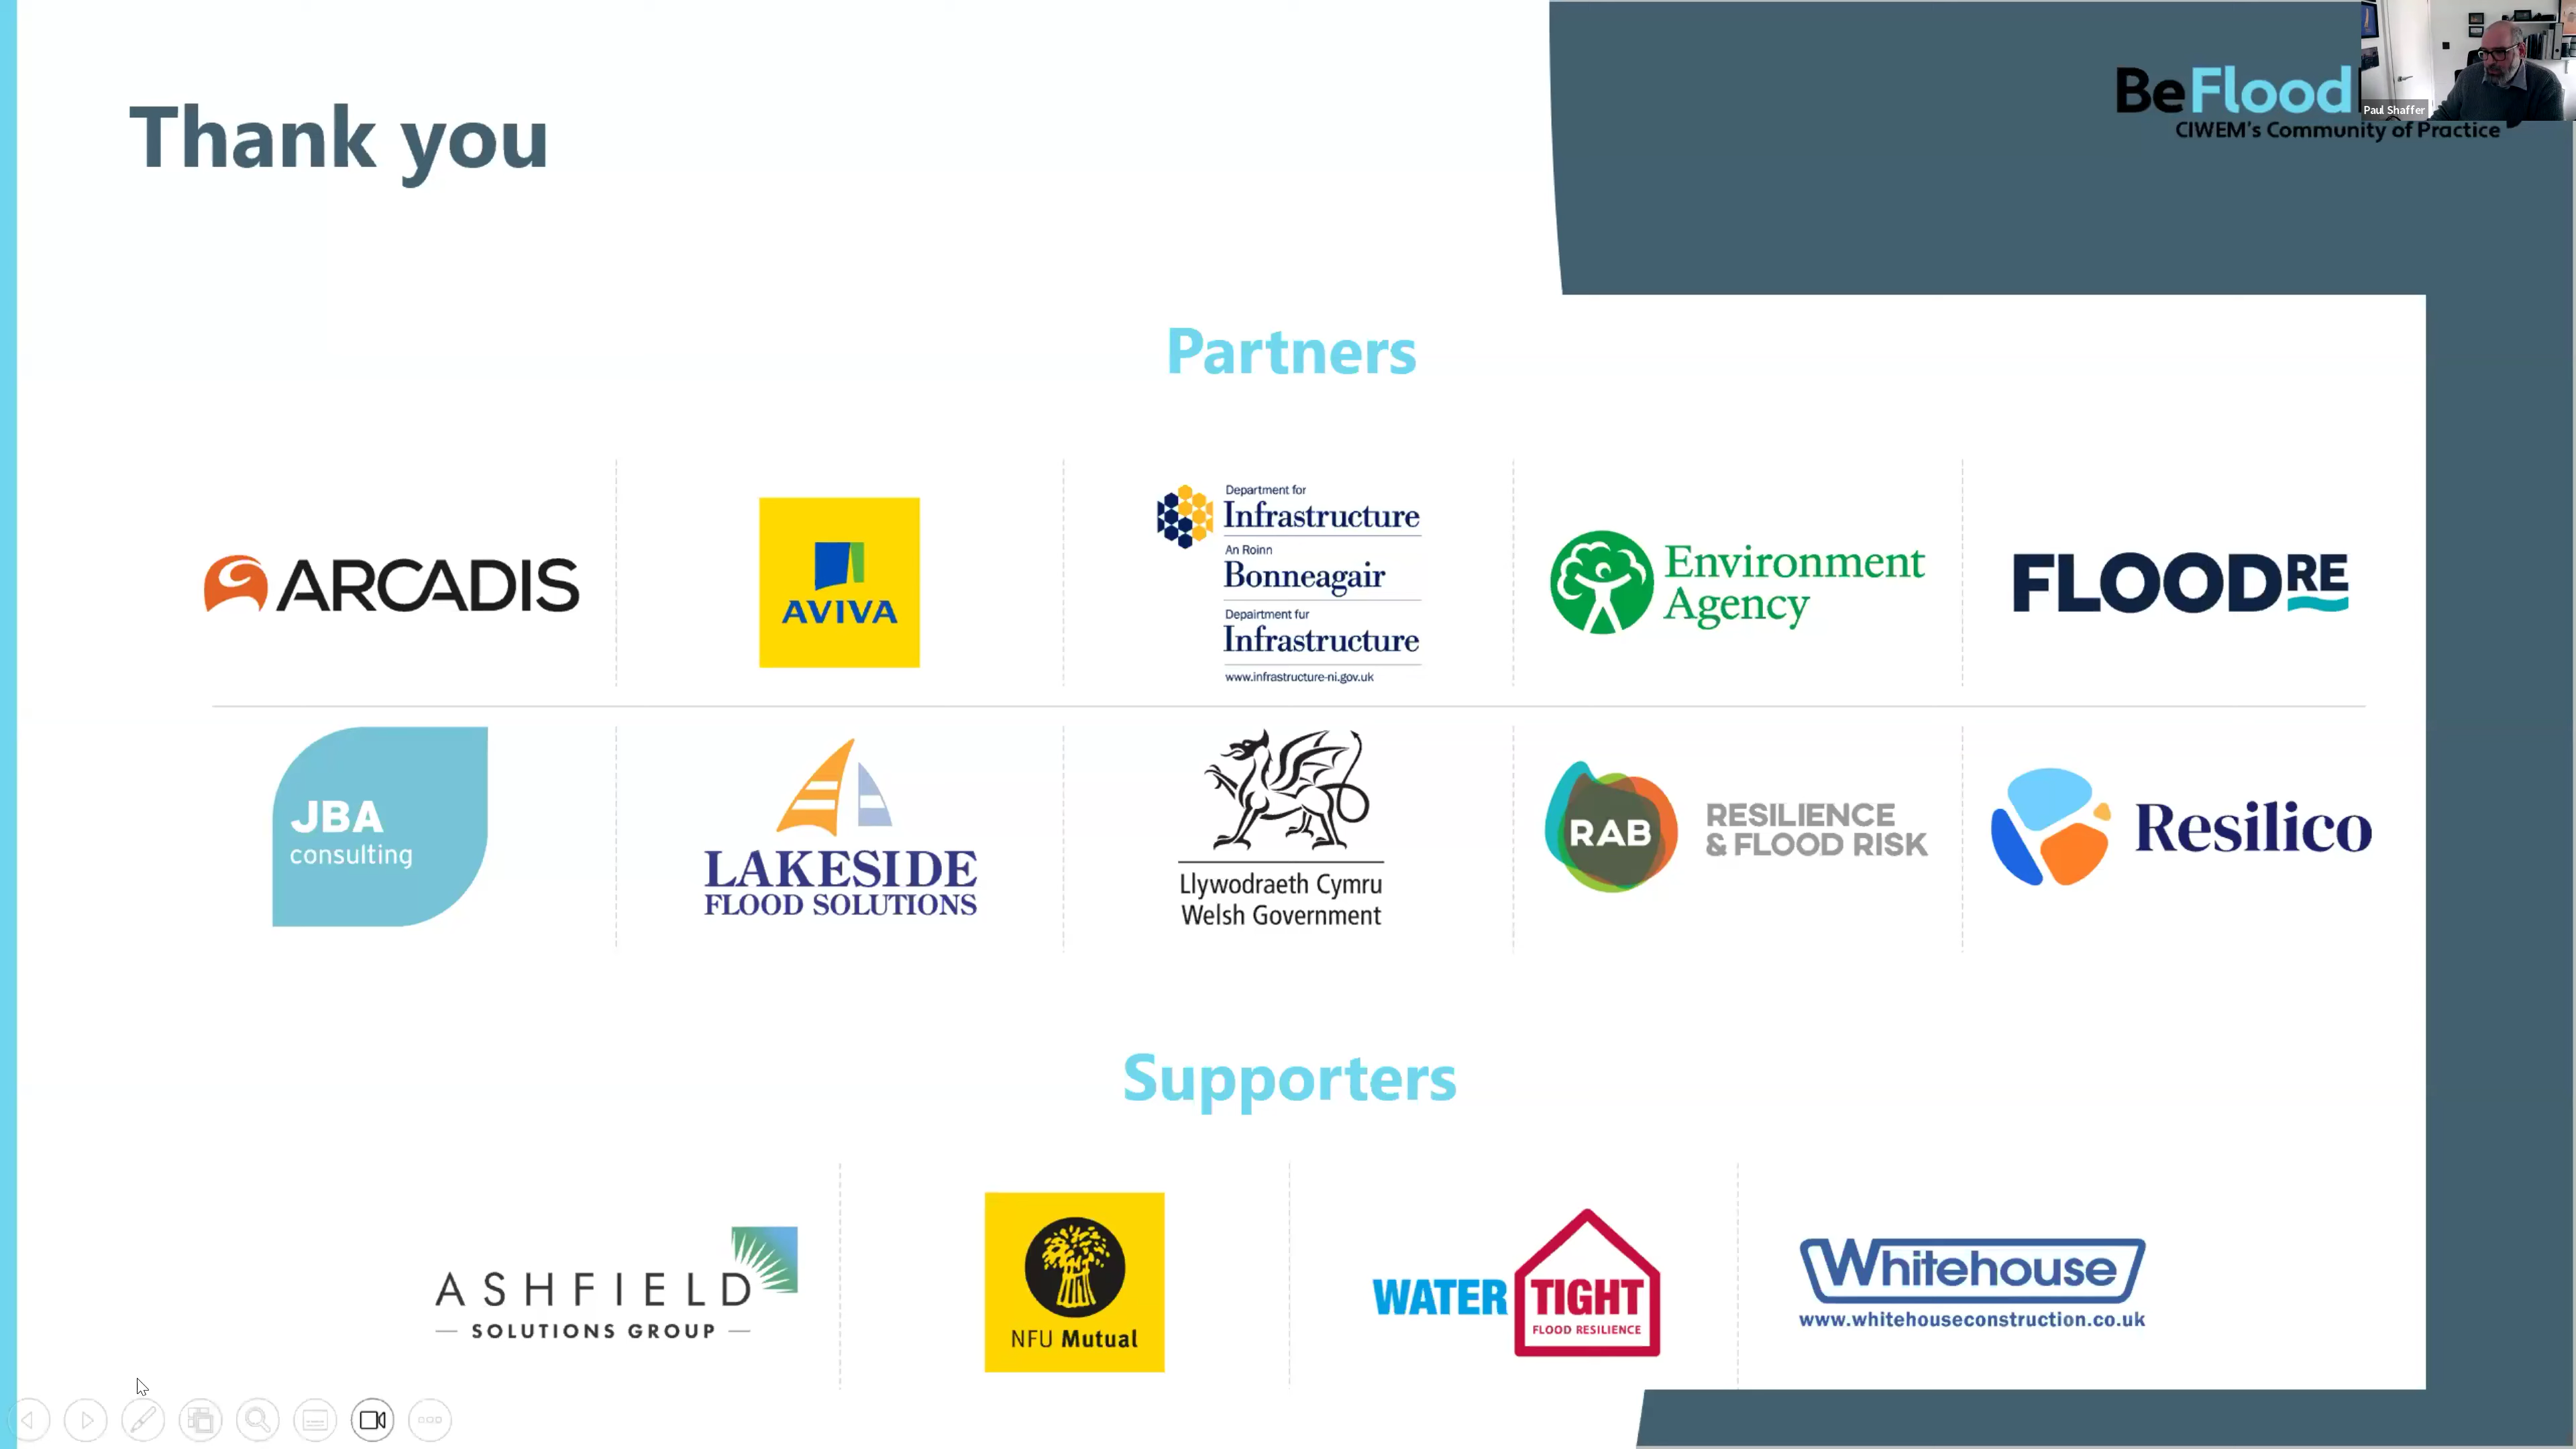 Thank you
BeFlood
CIWEM's Community of Practice
Paul Shaffer
Partners
ARCADIS
AVIVA
Department for
Infrastructure
An Roinn
Bonneagair
Depairtment fur
Infrastructure
www.infrastructure-ni.gov.uk
Environment
Agency
FLOODRE
JBA
consulting
LAKESIDE
FLOOD SOLUTIONS
Llywodraeth Cymru
Welsh Government
RAB
RESILIENCE
& FLOOD RISK
Resilico
Supporters
ASHFIELD
SOLUTIONS GROUP
NFU Mutual
WATER TIGHT
FLOOD RESILIENCE
Whitehouse
www.whitehouseconstruction.co.uk